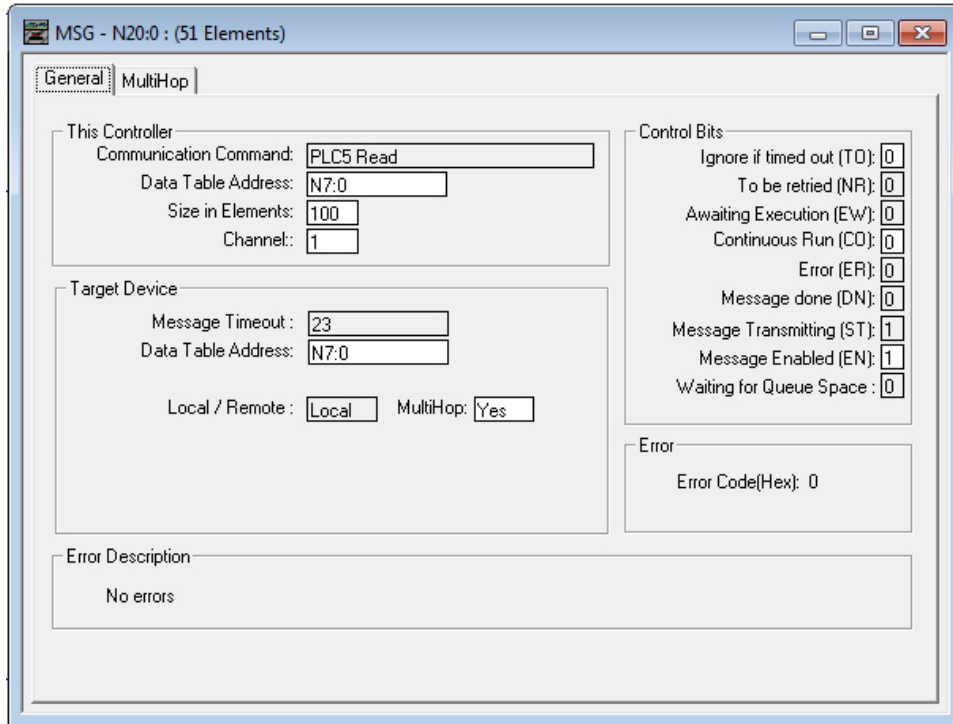 MSG - N20:0 : (51 Elements)
General MultiHop
This Controller
Communication Command: PLC5 Read
Data Table Address: N7:0
Size in Elements: 100
Channel:: 1
Target Device
Message Timeout : 23
Data Table Address: N7:0
Local / Remote : Local MultiHop: Yes
Control Bits
Ignore if timed out (TO): 0
To be retried (NR): 0
Awaiting Execution (EW): 0
Continuous Run (CO): 0
Error (ER): 0
Message done (DN): 0
Message Transmitting (ST): 1
Message Enabled (EN): 1
Waiting for Queue Space : 0
Error
Error Code(Hex): 0
Error Description
No errors